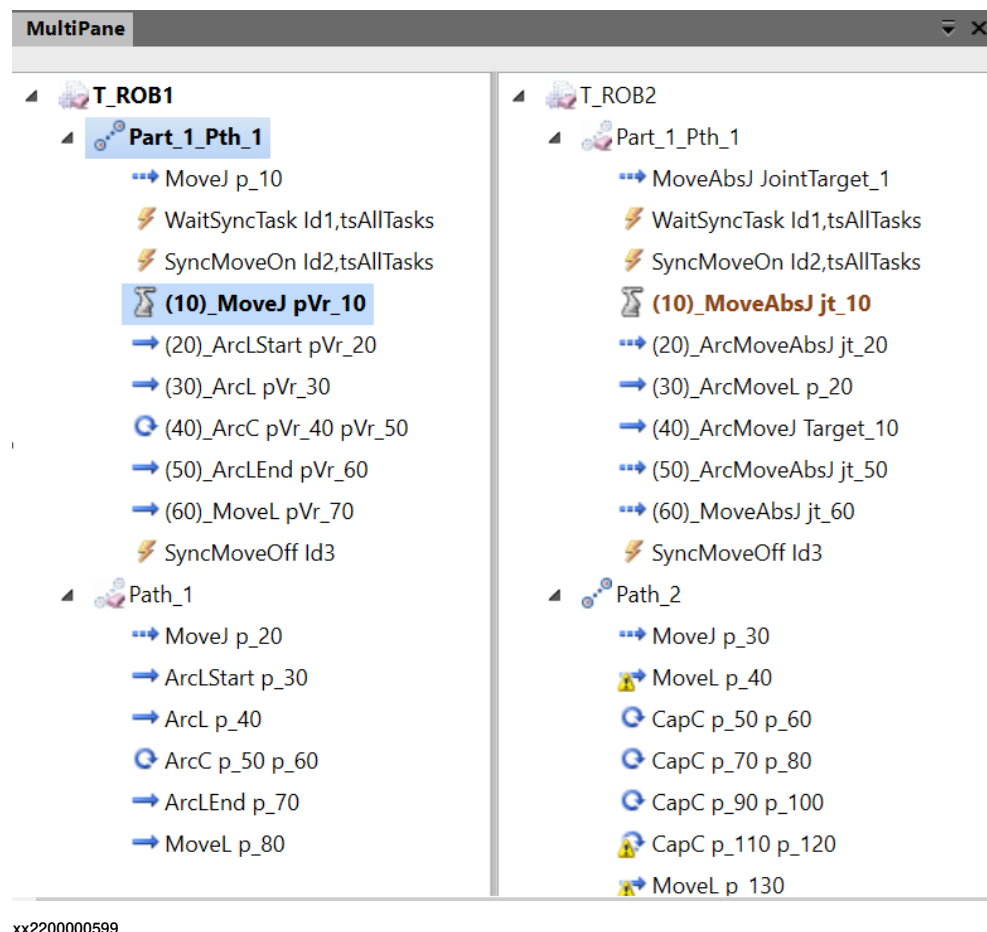 MultiPane
T_ROB1
Part_1_Pth_1
MoveJ p_10
WaitSyncTask Id1,tsAllTasks
SyncMoveOn Id2,tsAllTasks
(10)_MoveJ pVr_10
(20)_ArcLStart pVr_20
(30)_ArcL pVr_30
(40)_ArcC pVr_40 pVr_50
(50)_ArcLEnd pVr_60
(60)_MoveL pVr_70
SyncMoveOff Id3
Path_1
MoveJ p_20
ArcLStart p_30
ArcL p_40
ArcC p_50 p_60
ArcLEnd p_70
MoveL p_80
T_ROB2
Part_1_Pth_1
MoveAbsJ JointTarget_1
WaitSyncTask Id1,tsAllTasks
SyncMoveOn Id2,tsAllTasks
(10)_MoveAbsJ jt_10
(20)_ArcMoveAbsJ jt_20
(30)_ArcMoveL p_20
(40)_ArcMoveJ Target_10
(50)_ArcMoveAbsJ jt_50
(60)_MoveAbsJ jt_60
SyncMoveOff Id3
Path_2
MoveJ p_30
MoveL p_40
CapC p_50 p_60
CapC p_70 p_80
CapC p_90 p_100
CapC p_110 p_120
MoveL p_130
xx2200000599